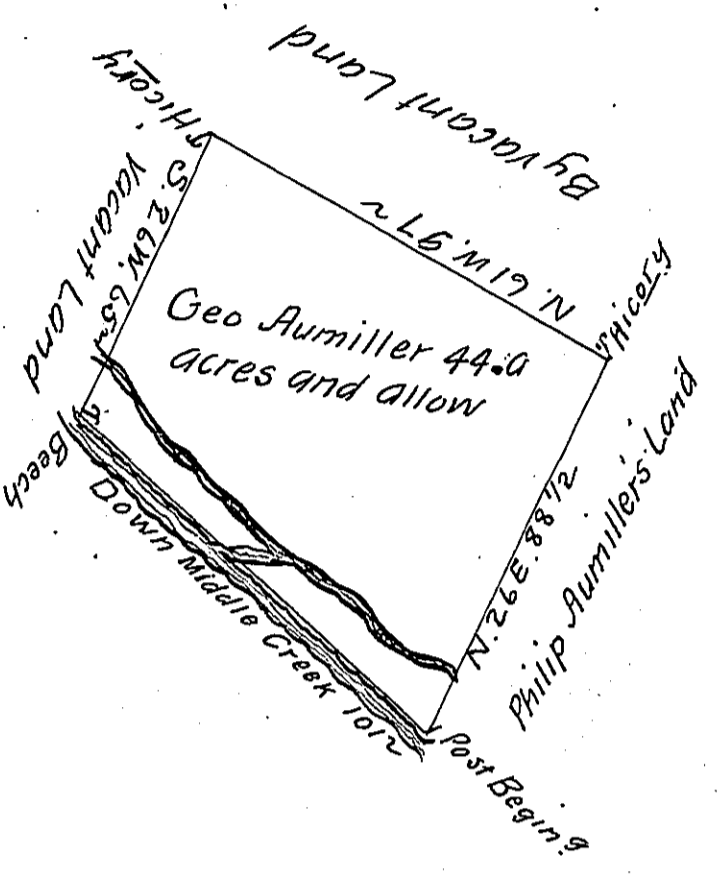 By vacant Land
Hicory
N. 61 W. 97 ~
S. 26 W. 65 ~
Vacant Land
Geo Aumiller 44.a
acres and allow
Hicory
Philip Aumillers Land
N. 26 E. 88 1/2
Beech
Down Middle Creek 101 ~
Post Begin.g